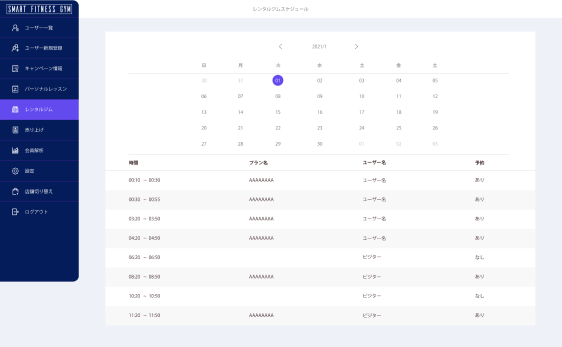 SMART FITNESS GYM
レンタルジムスケジュール
ユーザー一覧
ユーザー新規登録
キャンペーン情報
パーソナルレッスン
レンタルジム
売り上げ
会員解析
設定
店舗切り替え
ログアウト
2021/1
日 月 火 水 土 金 土
30 31 01 02 03 04 05
06 07 08 09 10 11 12
13 14 15 16 17 18 19
20 21 22 23 24 25 26
27 28 29 30 01 02 03
時間 プラン名 ユーザー名 予約
00:10 ～ 00:30 AAAAAAAA ユーザー名 あり
00:30 ～ 00:55 AAAAAAAA ユーザー名 あり
03:20 ～ 03:50 AAAAAAAA ユーザー名 あり
04:20 ～ 04:50 AAAAAAAA ユーザー名 あり
06:20 ～ 06:50 ビジター なし
08:20 ～ 08:50 AAAAAAAA ビジター あり
10:20 ～ 10:50 ビジター なし
11:20 ～ 11:50 AAAAAAAA ビジター あり